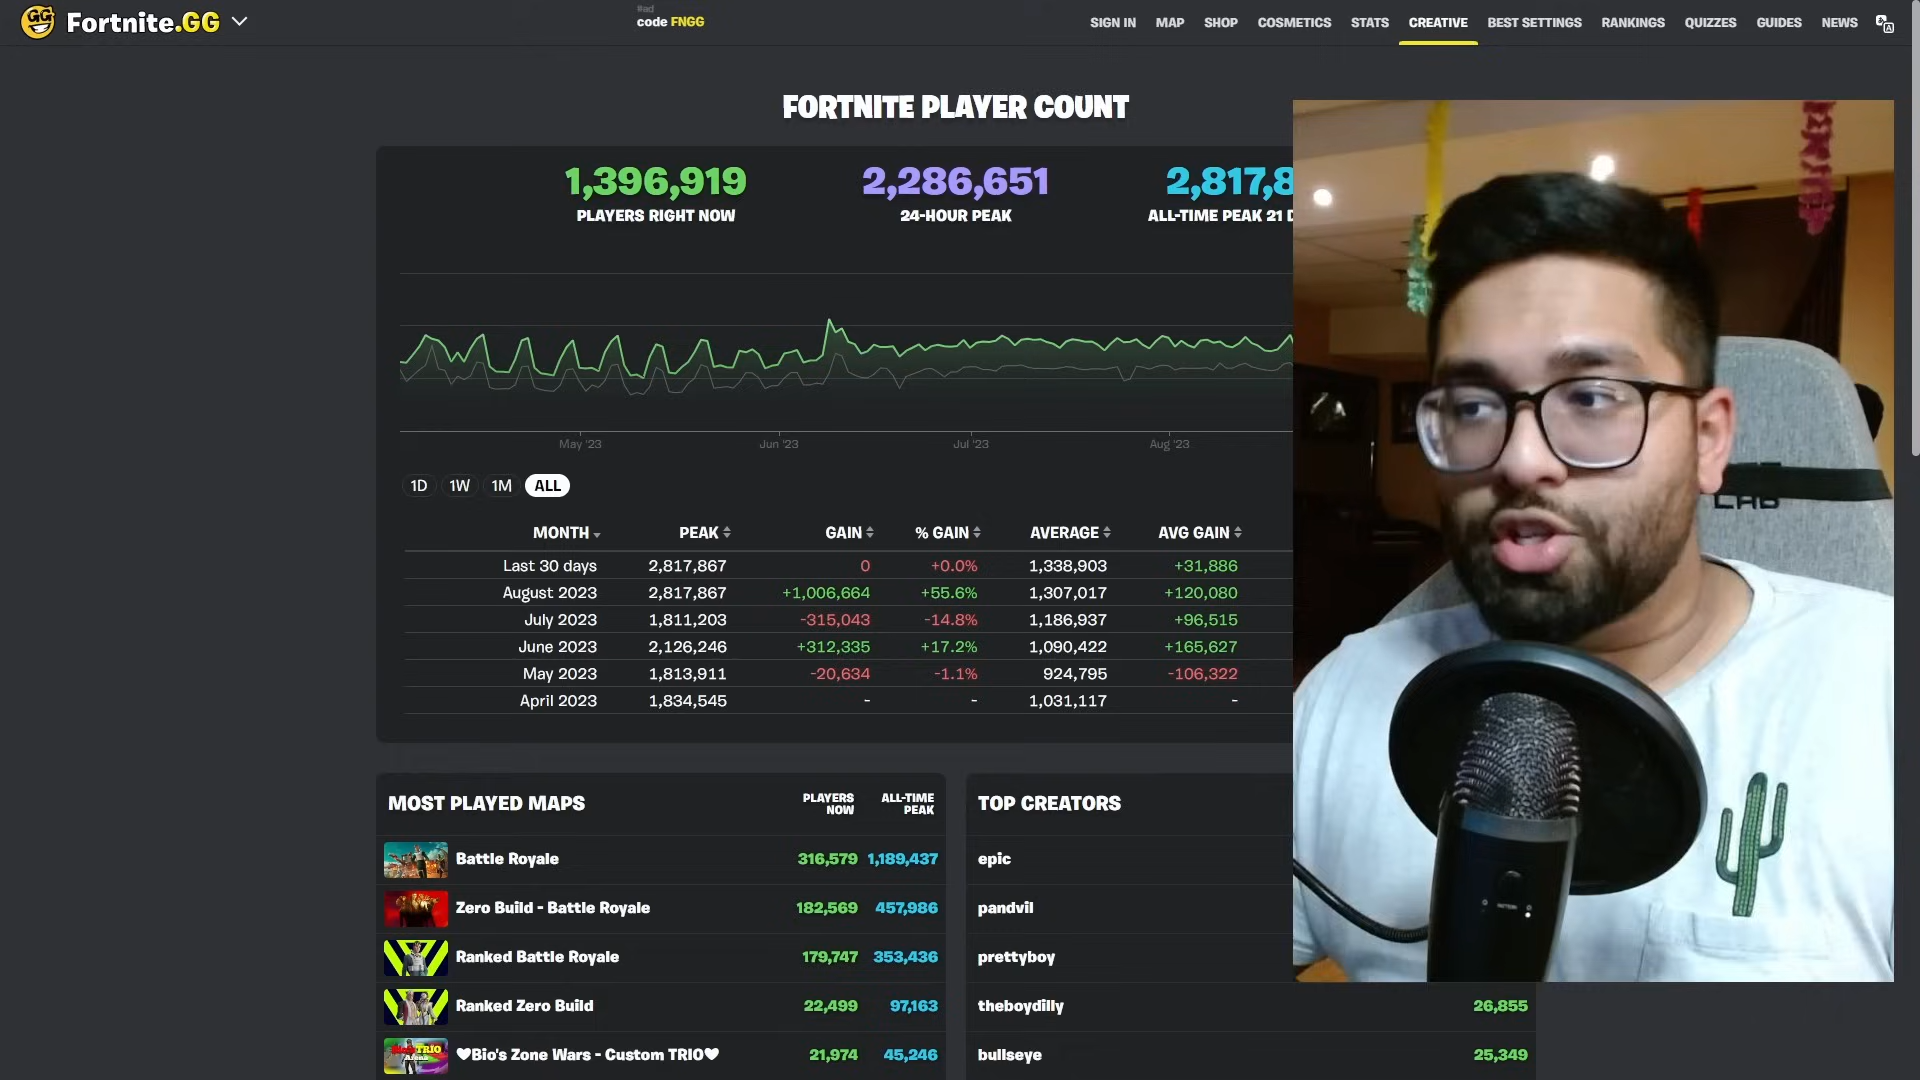 Fortnite.GG
#ad
code FNGG
SIGN IN MAP SHOP COSMETICS STATS CREATIVE BEST SETTINGS RANKINGS QUIZZES GUIDES NEWS
FORTNITE PLAYER COUNT
1,396,919 2,286,651 2,817,8
PLAYERS RIGHT NOW 24-HOUR PEAK ALL-TIME PEAK 21 D
May '23 Jun '23 Jul '23 Aug '23
1D 1W 1M ALL
MONTH PEAK GAIN % GAIN AVERAGE AVG GAIN
Last 30 days 2,817,867 0 +0.0% 1,338,903 +31,886
August 2023 2,817,867 +1,006,664 +55.6% 1,307,017 +120,080
July 2023 1,811,203 -315,043 -14.8% 1,186,937 +96,515
June 2023 2,126,246 +312,335 +17.2% 1,090,422 +165,627
May 2023 1,813,911 -20,634 -1.1% 924,795 -106,322
April 2023 1,834,545 - - 1,031,117 -
MOST PLAYED MAPS PLAYERS NOW ALL-TIME PEAK
Battle Royale 316,579 1,189,437
Zero Build - Battle Royale 182,569 457,986
Ranked Battle Royale 179,747 353,436
Ranked Zero Build 22,499 97,163
🖤Bio's Zone Wars - Custom TRIO🖤 21,974 45,246
TOP CREATORS
epic
pandvil
prettyboy
theboydilly 26,855
bullseye 25,349
LAB